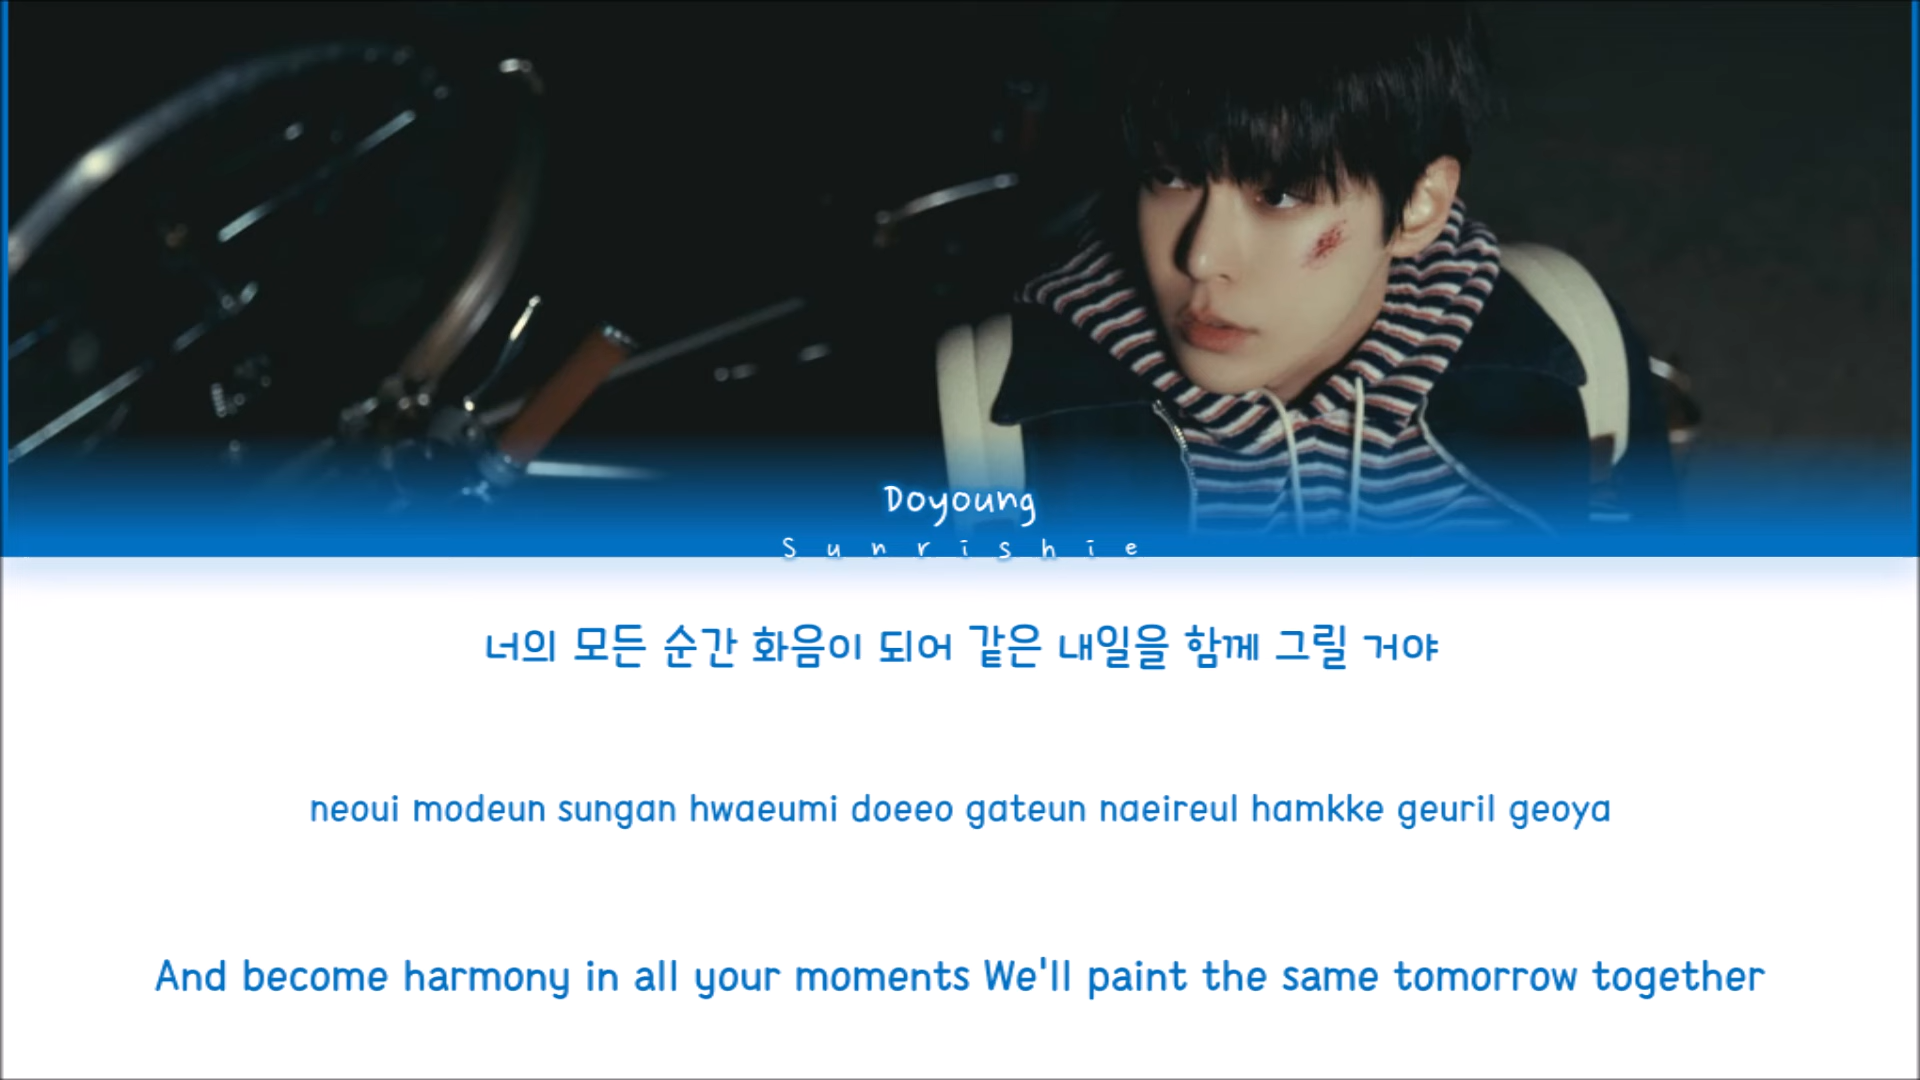 Doyoung
Sunrishie
너의 모든 순간 화음이 되어 같은 내일을 함께 그릴 거야
neoui modeun sungan hwaeumi doeeo gateun naeireul hamkke geuril geoya
And become harmony in all your moments We'll paint the same tomorrow together